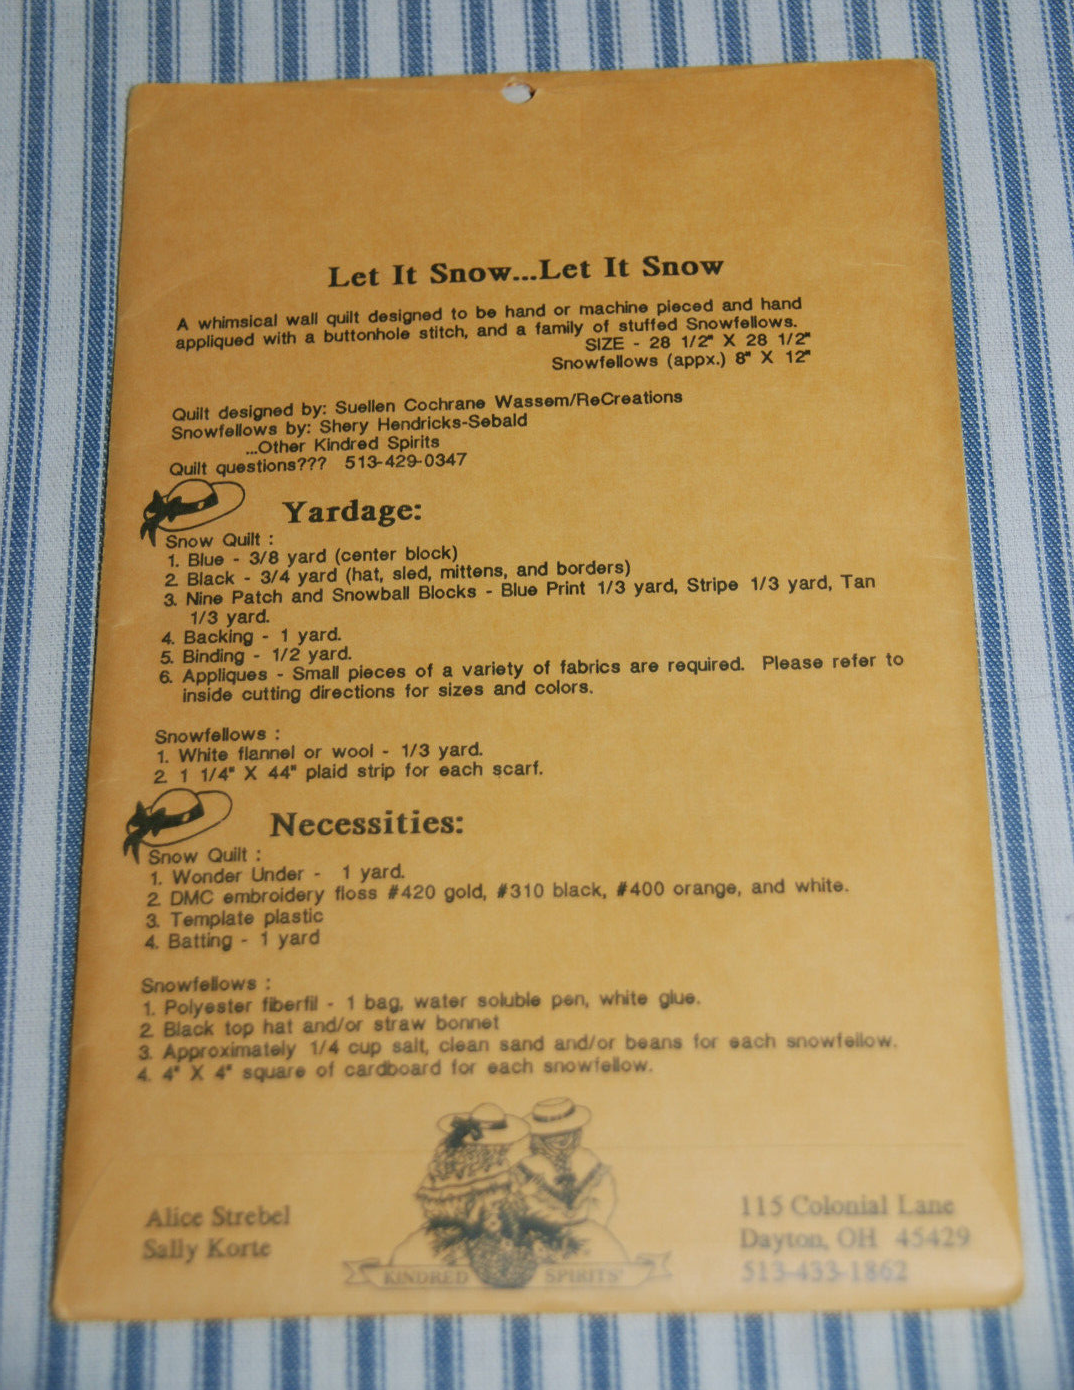 Let It Snow...Let It Snow
A whimsical wall quilt designed to be hand or machine pieced and hand
appliqued with a buttonhole stitch, and a family of stuffed Snowfellows.
SIZE - 28 1/2" X 28 1/2"
Snowfellows (appx.) 8" X 12"
Quilt designed by: Suellen Cochrane Wassem/ReCreations
Snowfellows by: Shery Hendricks-Sebald
...Other Kindred Spirits
Quilt questions??? 513-429-0347
Yardage:
Snow Quilt :
1. Blue - 3/8 yard (center block)
2. Black - 3/4 yard (hat, sled, mittens, and borders)
3. Nine Patch and Snowball Blocks - Blue Print 1/3 yard, Stripe 1/3 yard, Tan
1/3 yard.
4. Backing - 1 yard.
5. Binding - 1/2 yard.
6. Appliques - Small pieces of a variety of fabrics are required. Please refer to
inside cutting directions for sizes and colors.
Snowfellows :
1. White flannel or wool - 1/3 yard.
2. 1 1/4" X 44" plaid strip for each scarf.
Necessities:
Snow Quilt :
1. Wonder Under - 1 yard.
2. DMC embroidery floss #420 gold, #310 black, #400 orange, and white.
3. Template plastic
4. Batting - 1 yard
Snowfellows :
1. Polyester fiberfil - 1 bag, water soluble pen, white glue.
2. Black top hat and/or straw bonnet
3. Approximately 1/4 cup salt, clean sand and/or beans for each snowfellow.
4. 4" X 4" square of cardboard for each snowfellow.
Alice Strebel
Sally Korte
KINDRED SPIRITS
115 Colonial Lane
Dayton, OH 45429
513-433-1862